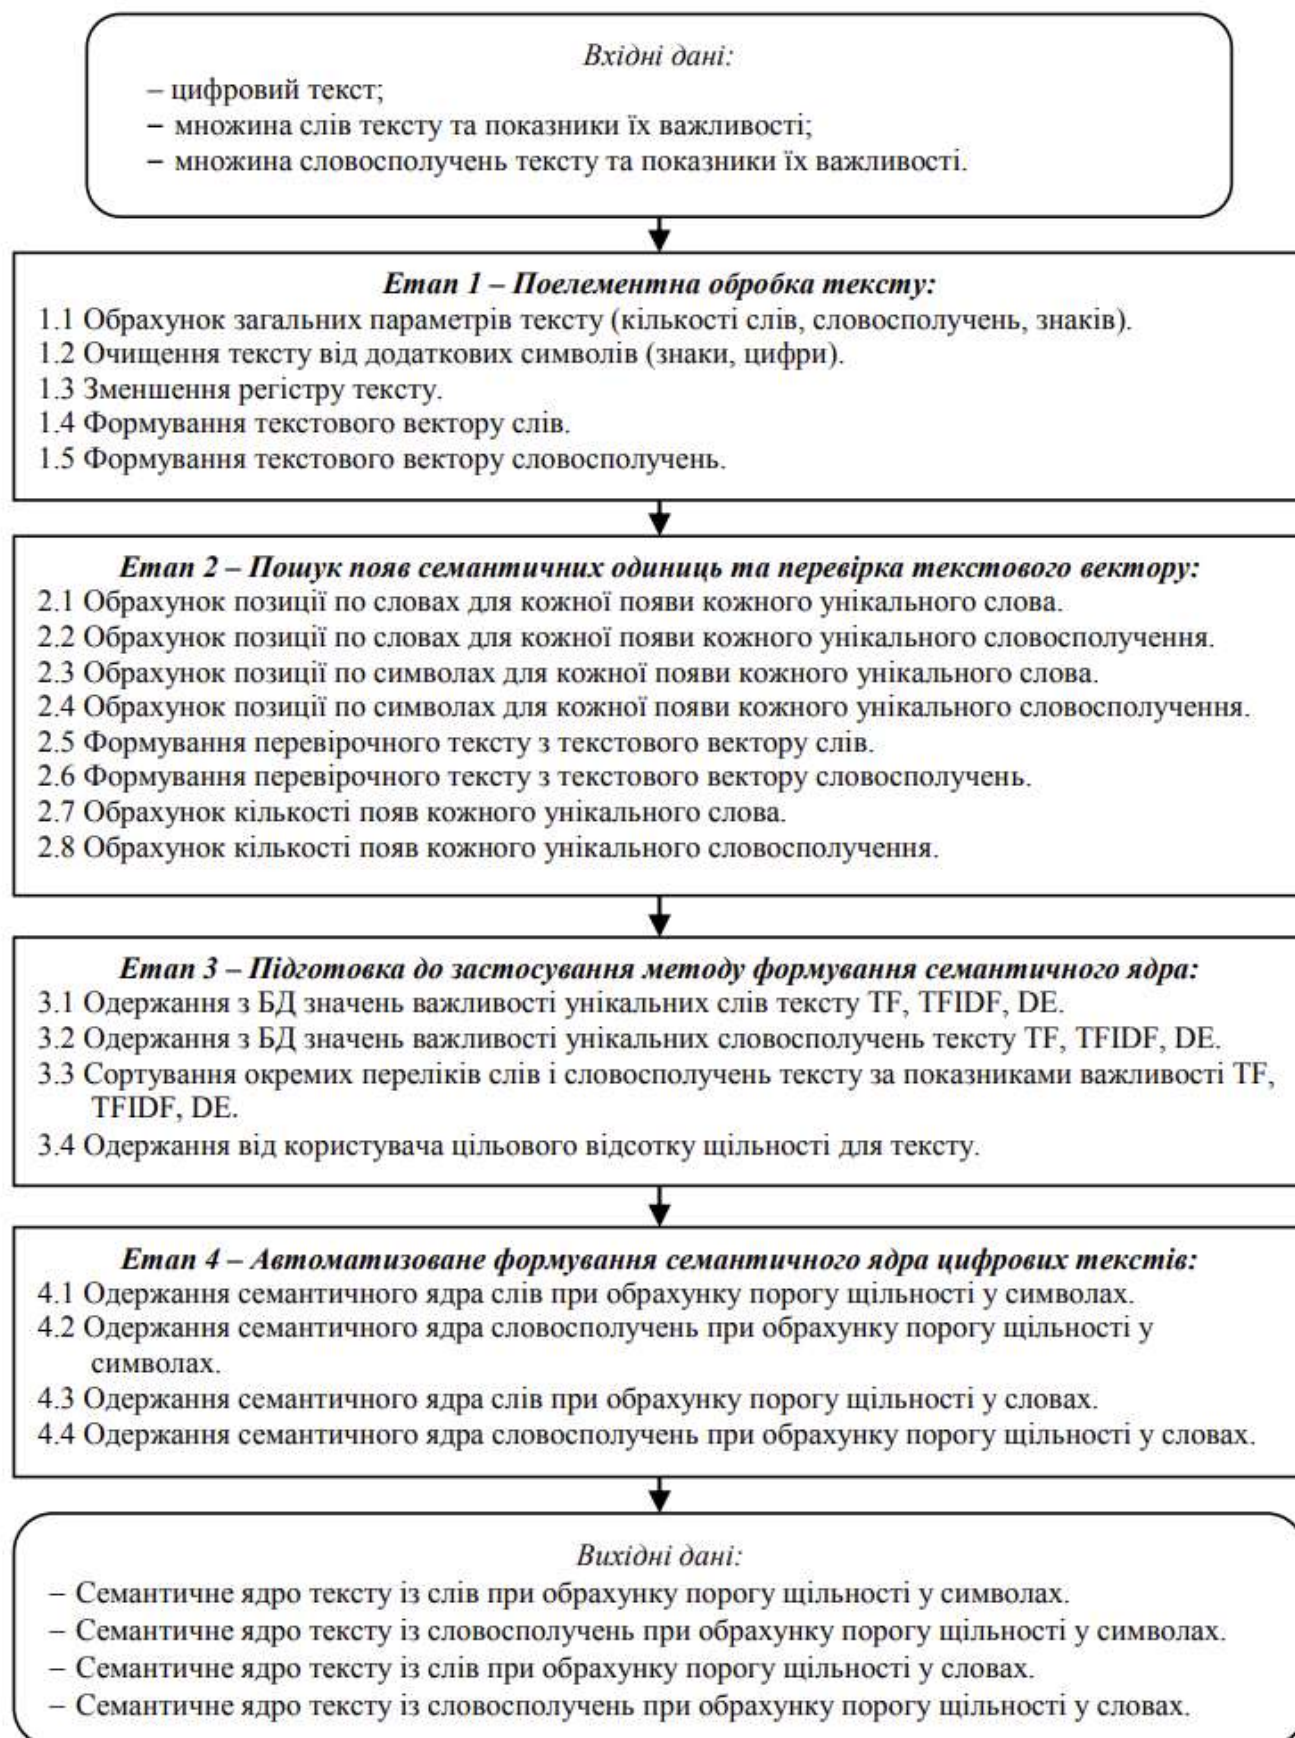 Вхідні дані:
– цифровий текст;
– множина слів тексту та показники їх важливості;
– множина словосполучень тексту та показники їх важливості.
Етап 1 – Поелементна обробка тексту:
1.1 Обрахунок загальних параметрів тексту (кількості слів, словосполучень, знаків).
1.2 Очищення тексту від додаткових символів (знаки, цифри).
1.3 Зменшення регістру тексту.
1.4 Формування текстового вектору слів.
1.5 Формування текстового вектору словосполучень.
Етап 2 – Пошук появ семантичних одиниць та перевірка текстового вектору:
2.1 Обрахунок позиції по словах для кожної появи кожного унікального слова.
2.2 Обрахунок позиції по словах для кожної появи кожного унікального словосполучення.
2.3 Обрахунок позиції по символах для кожної появи кожного унікального слова.
2.4 Обрахунок позиції по символах для кожної появи кожного унікального словосполучення.
2.5 Формування перевірочного тексту з текстового вектору слів.
2.6 Формування перевірочного тексту з текстового вектору словосполучень.
2.7 Обрахунок кількості появ кожного унікального слова.
2.8 Обрахунок кількості появ кожного унікального словосполучення.
Етап 3 – Підготовка до застосування методу формування семантичного ядра:
3.1 Одержання з БД значень важливості унікальних слів тексту TF, TFIDF, DE.
3.2 Одержання з БД значень важливості унікальних словосполучень тексту TF, TFIDF, DE.
3.3 Сортування окремих переліків слів і словосполучень тексту за показниками важливості TF,
TFIDF, DE.
3.4 Одержання від користувача цільового відсотку щільності для тексту.
Етап 4 – Автоматизоване формування семантичного ядра цифрових текстів:
4.1 Одержання семантичного ядра слів при обрахунку порогу щільності у символах.
4.2 Одержання семантичного ядра словосполучень при обрахунку порогу щільності у
символах.
4.3 Одержання семантичного ядра слів при обрахунку порогу щільності у словах.
4.4 Одержання семантичного ядра словосполучень при обрахунку порогу щільності у словах.
Вихідні дані:
– Семантичне ядро тексту із слів при обрахунку порогу щільності у символах.
– Семантичне ядро тексту із словосполучень при обрахунку порогу щільності у символах.
– Семантичне ядро тексту із слів при обрахунку порогу щільності у словах.
– Семантичне ядро тексту із словосполучень при обрахунку порогу щільності у словах.